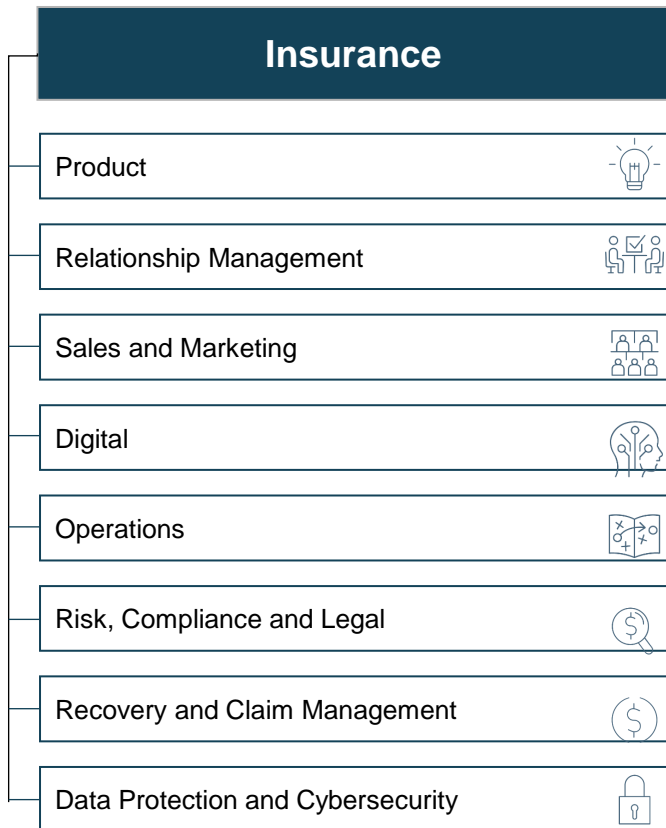 Insurance
Product
Relationship Management
Sales and Marketing
Digital
Operations
Risk, Compliance and Legal
Recovery and Claim Management
Data Protection and Cybersecurity